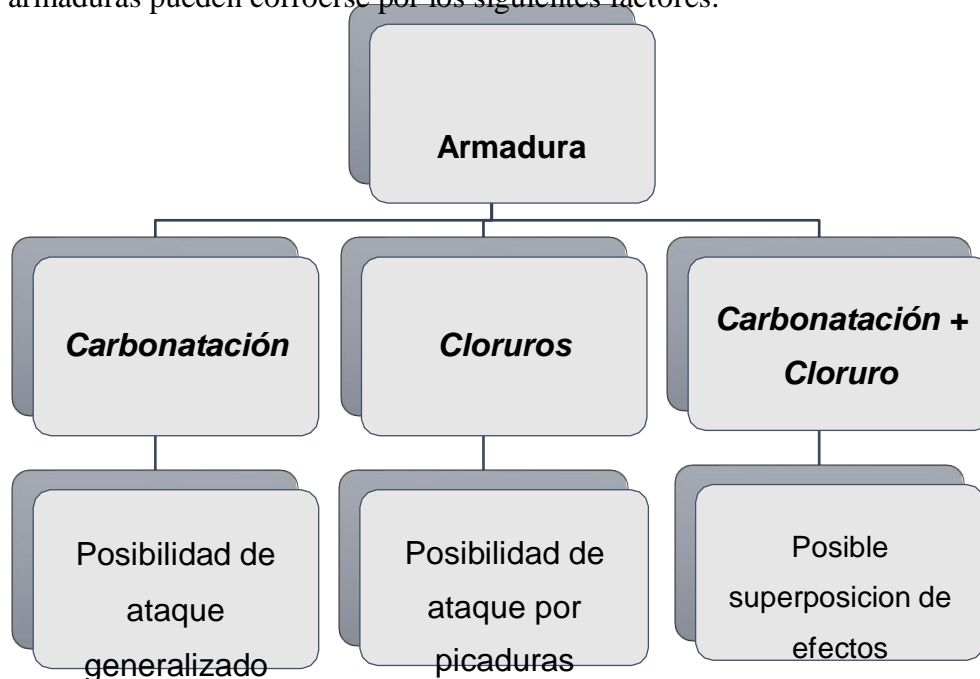 armaduras pueden corroerse por los siguientes factores:
Armadura
Carbonatación
Cloruros
Carbonatación +
Cloruro
Posibilidad de
ataque
generalizado
Posibilidad de
ataque por
picaduras
Posible
superposicion de
efectos